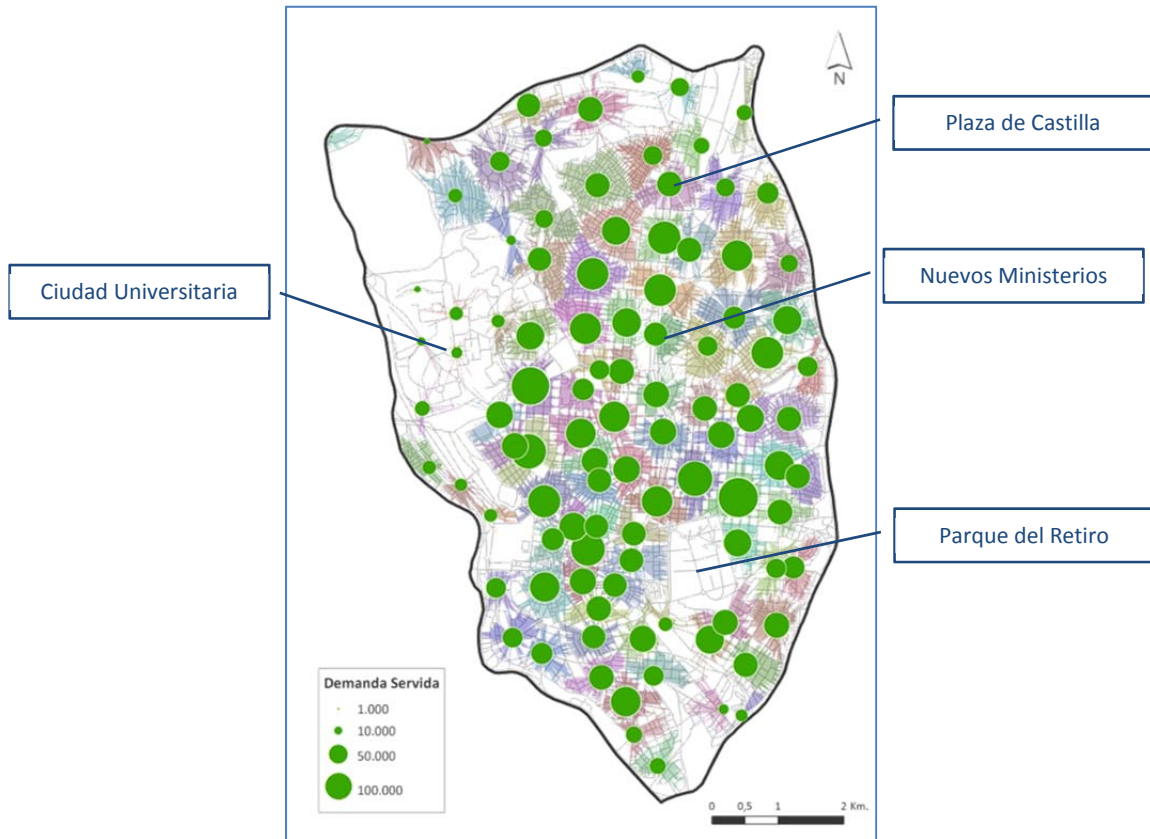 N
Plaza de Castilla
Ciudad Universitaria
Nuevos Ministerios
Parque del Retiro
Demanda Servida
1.000
10.000
50.000
100.000
0 0,5 1 2 Km.